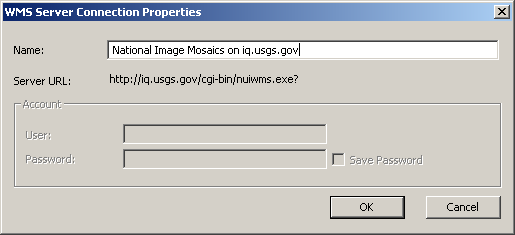 WMS Server Connection Properties
Name: National Image Mosaics on iq.usgs.gov
Server URL: http://iq.usgs.gov/cgi-bin/nuiwms.exe?
Account
User:
Password: Save Password
OK Cancel